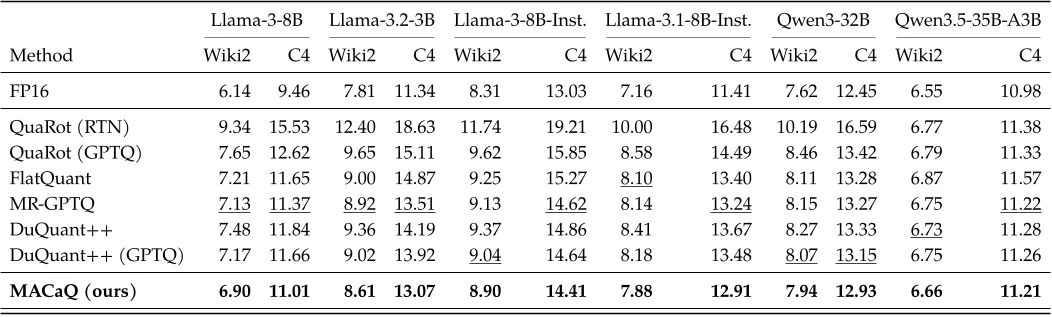 Llama-3-8B Llama-3.2-3B Llama-3-8B-Inst. Llama-3.1-8B-Inst. Qwen3-32B Qwen3.5-35B-A3B
Method Wiki2 C4 Wiki2 C4 Wiki2 C4 Wiki2 C4 Wiki2 C4 Wiki2 C4
FP16 6.14 9.46 7.81 11.34 8.31 13.03 7.16 11.41 7.62 12.45 6.55 10.98
QuaRot (RTN) 9.34 15.53 12.40 18.63 11.74 19.21 10.00 16.48 10.19 16.59 6.77 11.38
QuaRot (GPTQ) 7.65 12.62 9.65 15.11 9.62 15.85 8.58 14.49 8.46 13.42 6.79 11.33
FlatQuant 7.21 11.65 9.00 14.87 9.25 15.27 8.10 13.40 8.11 13.28 6.87 11.57
MR-GPTQ 7.13 11.37 8.92 13.51 9.13 14.62 8.14 13.24 8.15 13.27 6.75 11.22
DuQuant++ 7.48 11.84 9.36 14.19 9.37 14.86 8.41 13.67 8.27 13.33 6.73 11.28
DuQuant++ (GPTQ) 7.17 11.66 9.02 13.92 9.04 14.64 8.18 13.48 8.07 13.15 6.75 11.26
MACaQ (ours) 6.90 11.01 8.61 13.07 8.90 14.41 7.88 12.91 7.94 12.93 6.66 11.21